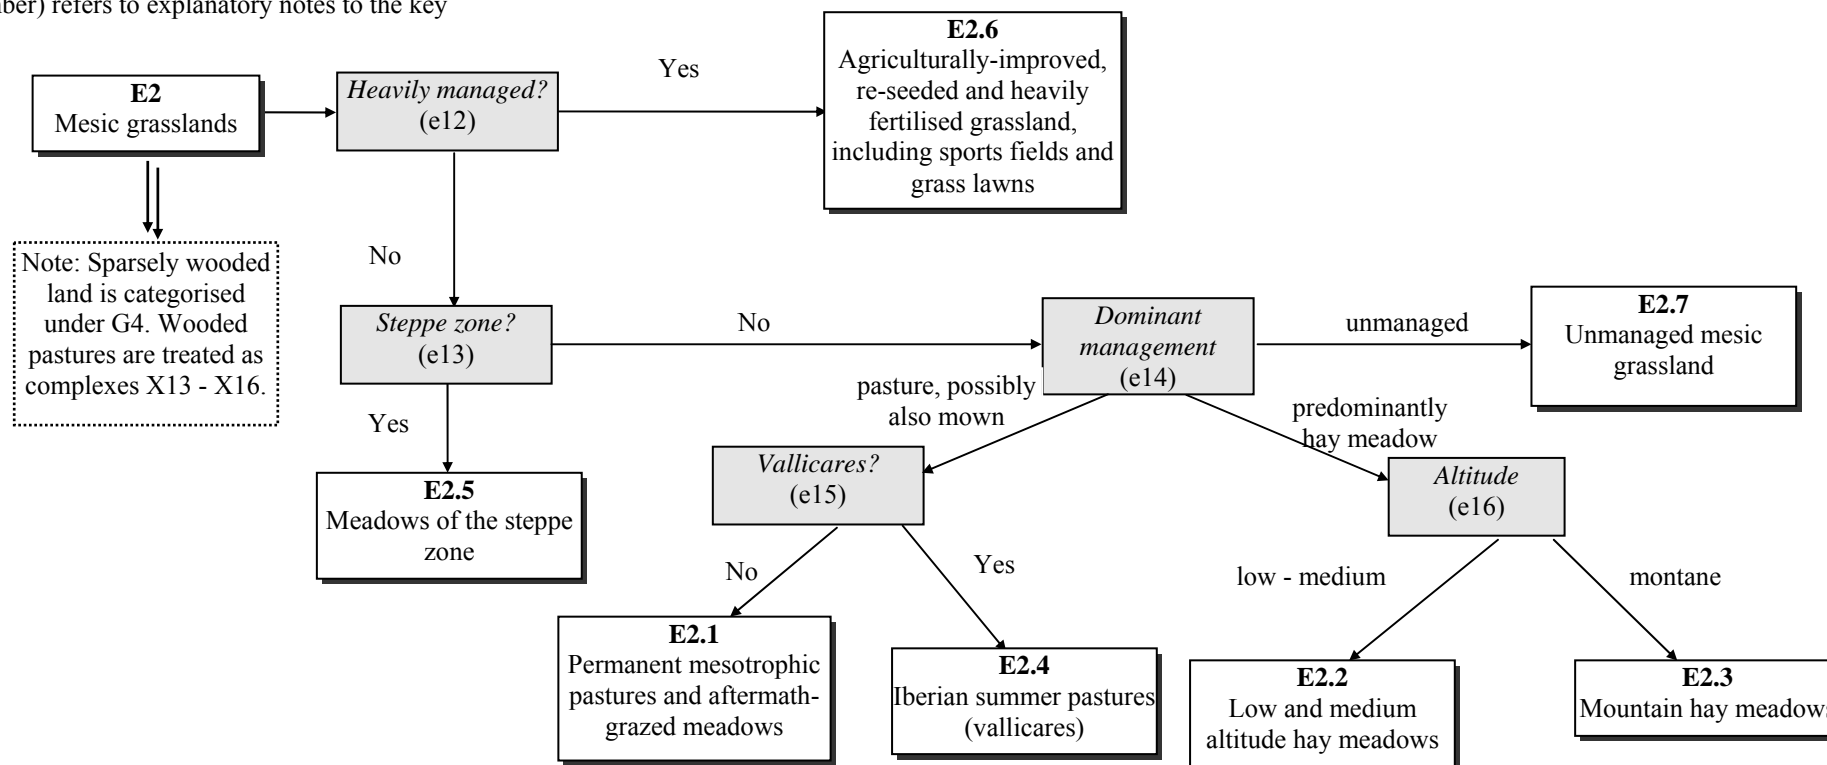 refers to explanatory notes to the key
E2
Mesic grasslands
Heavily managed?
(e12)
Yes
E2.6
Agriculturally-improved,
re-seeded and heavily
fertilised grassland,
including sports fields and
grass lawns
Note: Sparsely wooded
land is categorised
under G4. Wooded
pastures are treated as
complexes X13 - X16.
No
Steppe zone?
(e13)
No
Dominant
management
(e14)
unmanaged
E2.7
Unmanaged mesic
grassland
Yes
E2.5
Meadows of the steppe
zone
pasture, possibly
also mown
predominantly
hay meadow
Vallicares?
(e15)
Altitude
(e16)
No
Yes
low - medium
montane
E2.1
Permanent mesotrophic
pastures and aftermath-
grazed meadows
E2.4
Iberian summer pastures
(vallicares)
E2.2
Low and medium
altitude hay meadows
E2.3
Mountain hay meadows